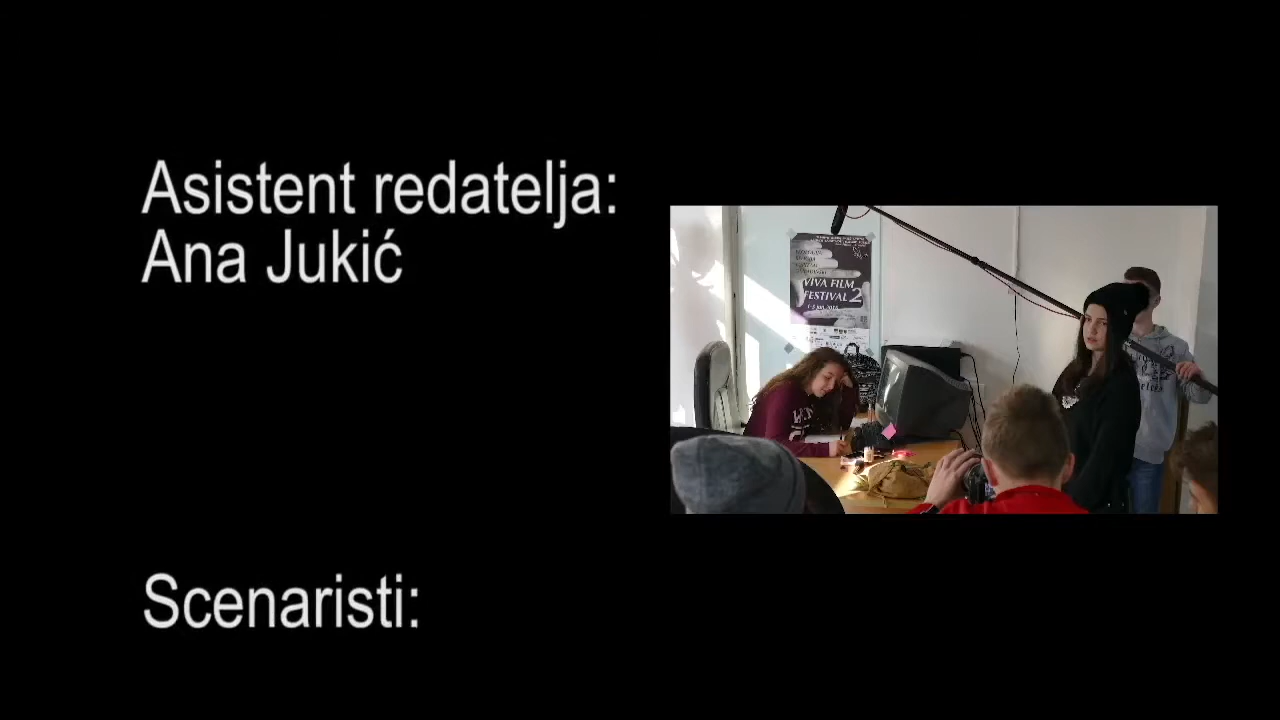 Asistent redatelja:
Ana Jukić
VIVA FILM
FESTIVAL 2
Scenaristi: